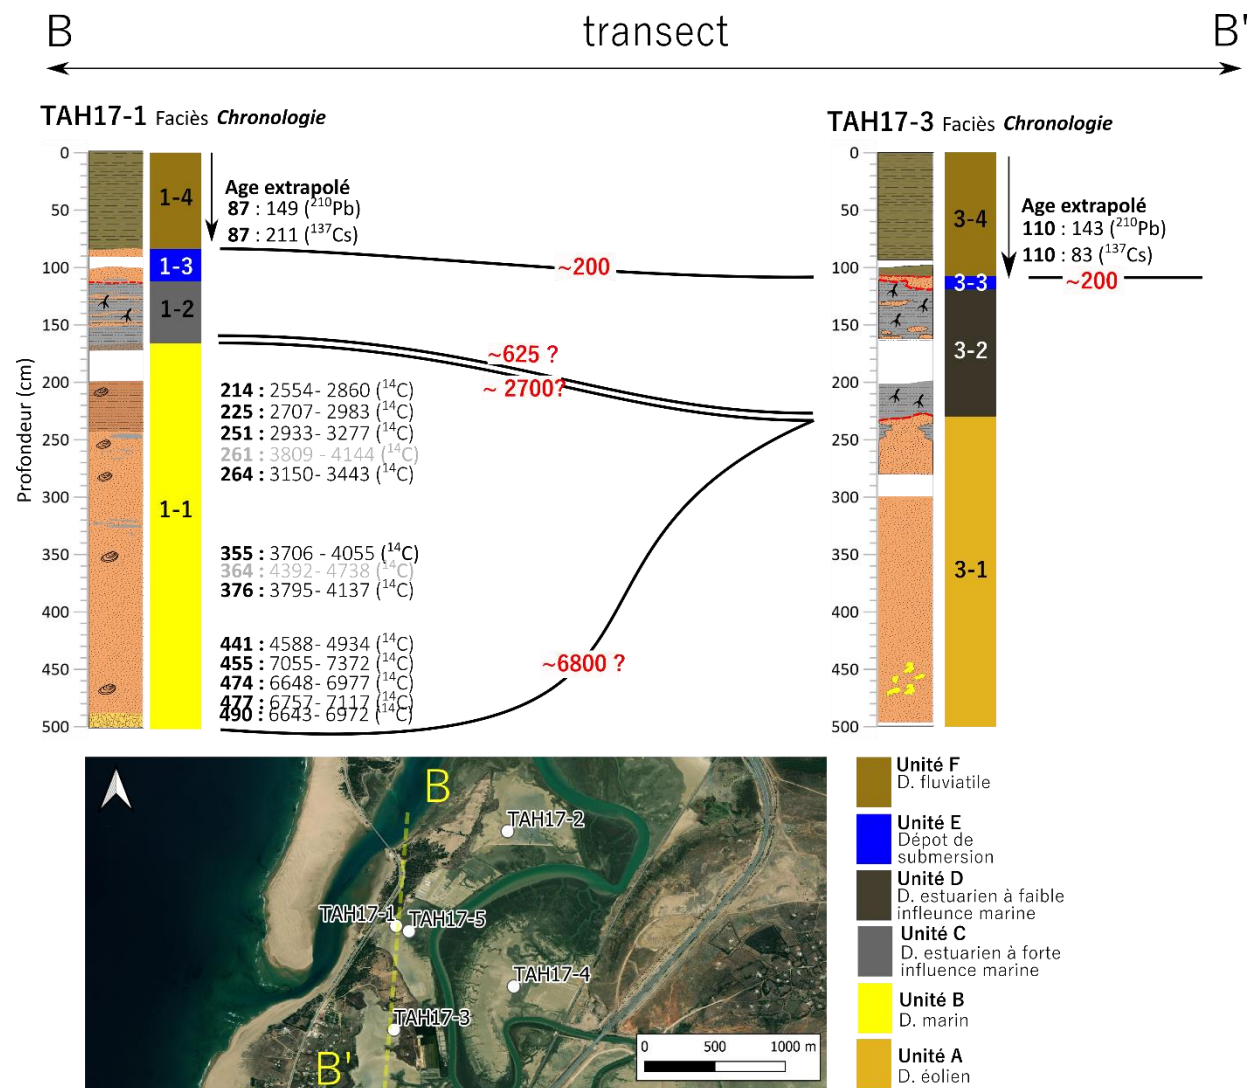 B transect B'
TAH17-1 Faciès Chronologie
TAH17-3 Faciès Chronologie
Profondeur (cm)
0
50
100
150
200
250
300
350
400
450
500
1-4
1-3
1-2
1-1
Age extrapolé
87 : 149 (²¹⁰Pb)
87 : 211 (¹³⁷Cs)
~200
~625 ?
~ 2700?
~6800 ?
214 : 2554- 2860 (¹⁴C)
225 : 2707- 2983 (¹⁴C)
251 : 2933- 3277 (¹⁴C)
261 : 3809 - 4144 (¹⁴C)
264 : 3150- 3443 (¹⁴C)
355 : 3706 - 4055 (¹⁴C)
364 : 4392- 4738 (¹⁴C)
376 : 3795- 4137 (¹⁴C)
441 : 4588- 4934 (¹⁴C)
455 : 7055- 7372 (¹⁴C)
474 : 6648- 6977 (¹⁴C)
477 : 6757- 7117 (¹⁴C)
490 : 6643- 6972 (¹⁴C)
0
50
100
150
200
250
300
350
400
450
500
3-4
3-3
3-2
3-1
Age extrapolé
110 : 143 (²¹⁰Pb)
110 : 83 (¹³⁷Cs)
~200
B
TAH17-2
TAH17-1
TAH17-5
TAH17-4
TAH17-3
B'
0 500 1000 m
Unité F
D. fluviatile
Unité E
Dépot de
submersion
Unité D
D. estuarien à faible
infleunce marine
Unité C
D. estuarien à forte
influence marine
Unité B
D. marin
Unité A
D. éolien